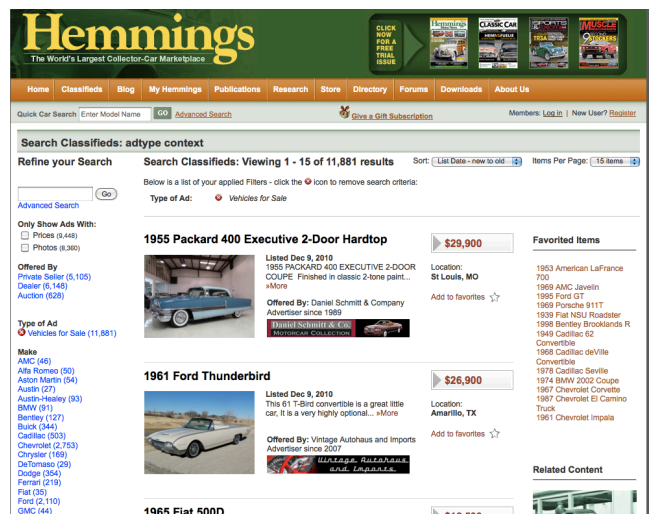 Hemmings
The World's Largest Collector-Car Marketplace
CLICK
NOW
FOR A
FREE
TRIAL
ISSUE
Hemmings
CLASSIC CAR
SPORTS
MUSCLE
Home Classifieds Blog My Hemmings Publications Research Store Directory Forums Downloads About Us
Quick Car Search Enter Model Name GO Advanced Search Give a Gift Subscription Members: Log in | New User? Register
Search Classifieds: adtype context
Refine your Search
Go
Advanced Search
Only Show Ads With:
Prices (9,448)
Photos (8,360)
Offered By
Private Seller (5,105)
Dealer (6,148)
Auction (628)
Type of Ad
Vehicles for Sale (11,881)
Make
AMC (46)
Alfa Romeo (50)
Aston Martin (54)
Austin (27)
Austin-Healey (93)
BMW (91)
Bentley (127)
Buick (344)
Cadillac (503)
Chevrolet (2,753)
Chrysler (169)
DeTomaso (29)
Dodge (354)
Ferrari (219)
Fiat (35)
Ford (2,110)
GMC (44)
Search Classifieds: Viewing 1 - 15 of 11,881 results Sort: List Date - new to old Items Per Page: 15 items
Below is a list of your applied Filters - click the icon to remove search criteria:
Type of Ad: Vehicles for Sale
1955 Packard 400 Executive 2-Door Hardtop
Listed Dec 9, 2010
1955 PACKARD 400 EXECUTIVE 2-DOOR
COUPE Finished in classic 2-tone paint...
»More
Offered By: Daniel Schmitt & Company
Advertiser since 1989
Daniel Schmitt & Co.
MOTORCAR COLLECTION
$29,900
Location:
St Louis, MO
Add to favorites
1961 Ford Thunderbird
Listed Dec 9, 2010
This 61 T-Bird convertible is a great little
car, It is a very highly optional... »More
Offered By: Vintage Autohaus and Imports
Advertiser since 2007
Vintage Autohaus
and Imports
$26,900
Location:
Amarillo, TX
Add to favorites
1965 Fiat 500D
Favorited Items
1953 American LaFrance
700
1969 AMC Javelin
1995 Ford GT
1969 Porsche 911T
1939 Fiat NSU Roadster
1998 Bentley Brooklands R
1949 Cadillac 62
Convertible
1968 Cadillac deVille
Convertible
1978 Cadillac Seville
1974 BMW 2002 Coupe
1967 Chevrolet Corvette
1987 Chevrolet El Camino
Truck
1961 Chevrolet Impala
Related Content